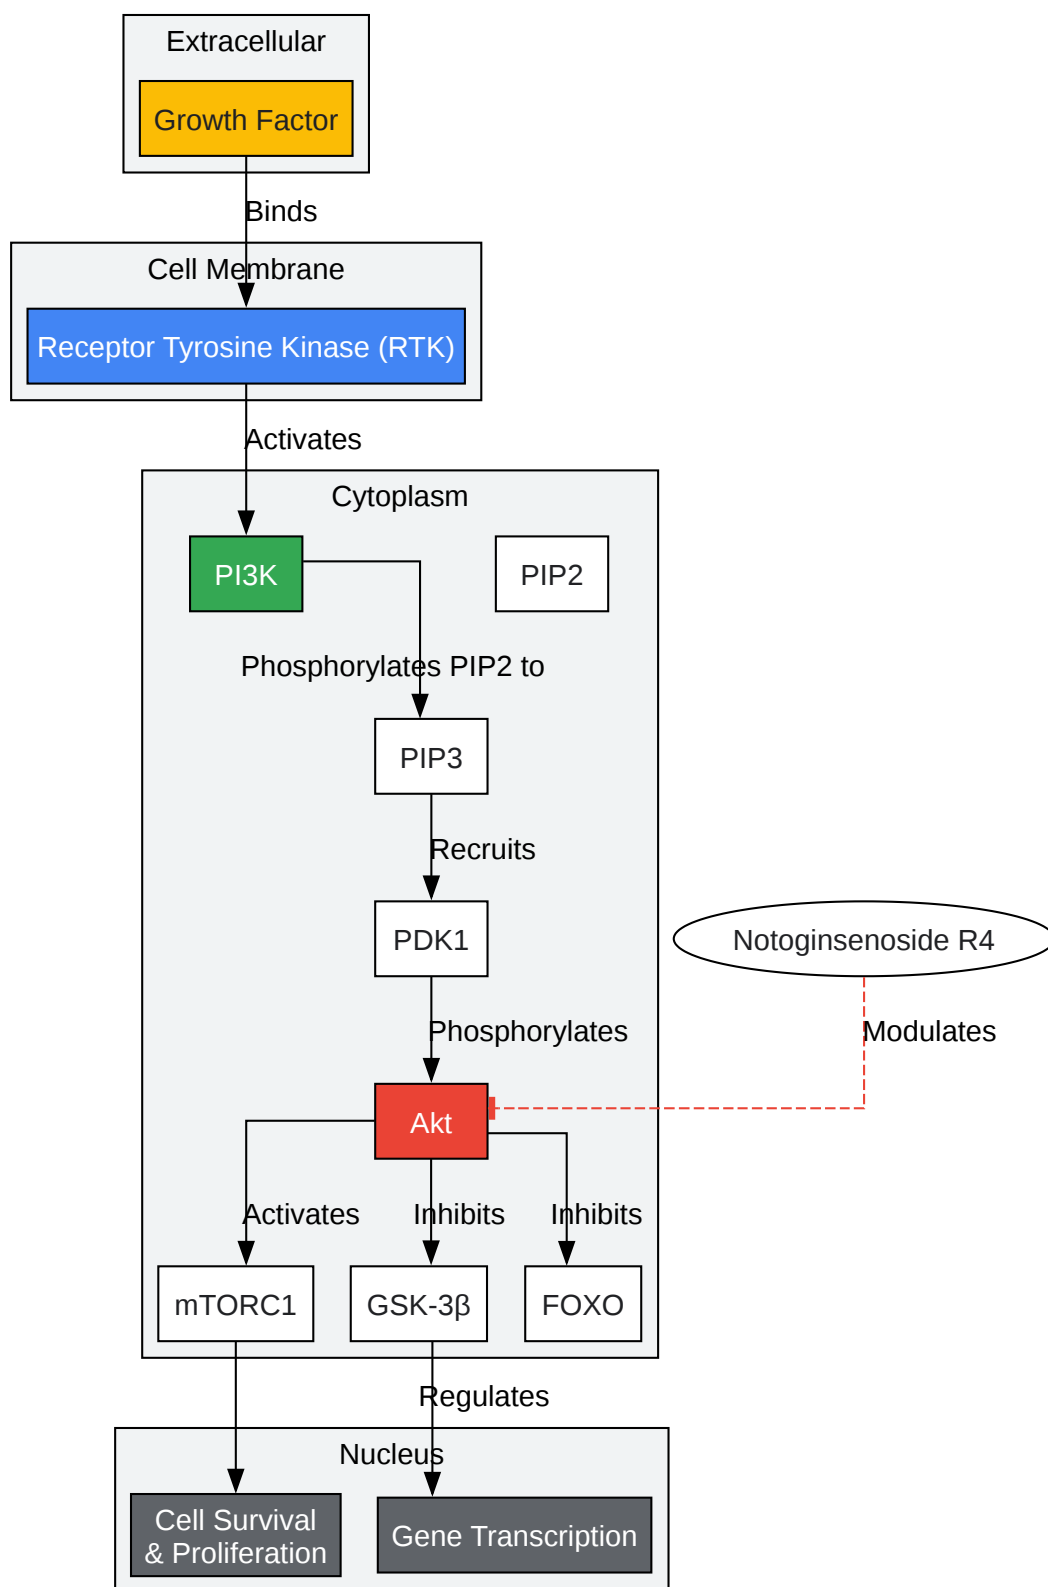 Extracellular
Growth Factor
Binds
Cell Membrane
Receptor Tyrosine Kinase (RTK)
Activates
Cytoplasm
PI3K
PIP2
Phosphorylates PIP2 to
PIP3
Recruits
PDK1
Notoginsenoside R4
Phosphorylates
Modulates
Akt
Activates
Inhibits
Inhibits
mTORC1
GSK-3β
FOXO
Regulates
Nucleus
Cell Survival
& Proliferation
Gene Transcription